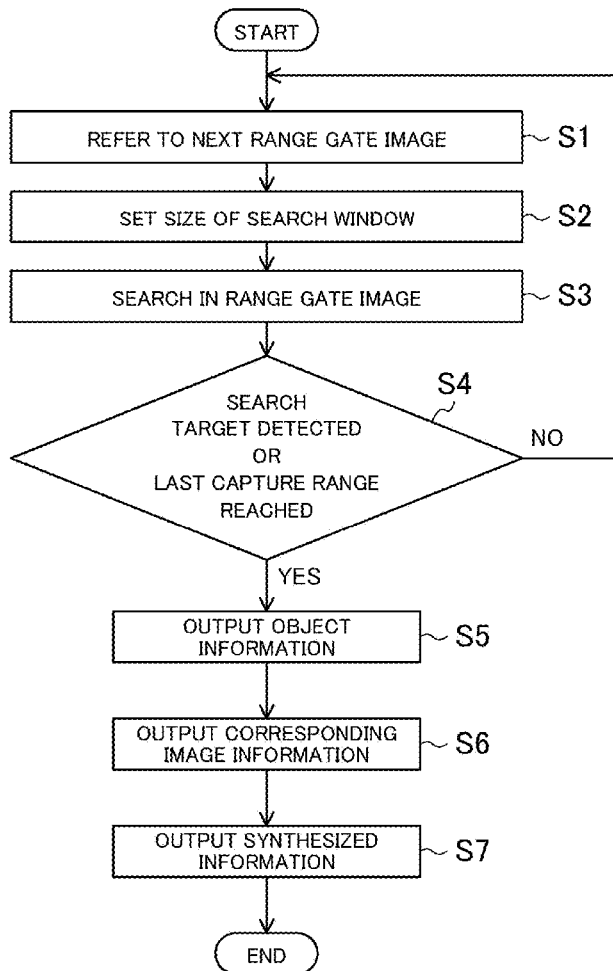 START
REFER TO NEXT RANGE GATE IMAGE
S1
SET SIZE OF SEARCH WINDOW
S2
SEARCH IN RANGE GATE IMAGE
S3
S4
SEARCH
TARGET DETECTED
OR
LAST CAPTURE RANGE
REACHED
NO
YES
OUTPUT OBJECT
INFORMATION
S5
OUTPUT CORRESPONDING
IMAGE INFORMATION
S6
OUTPUT SYNTHESIZED
INFORMATION
S7
END